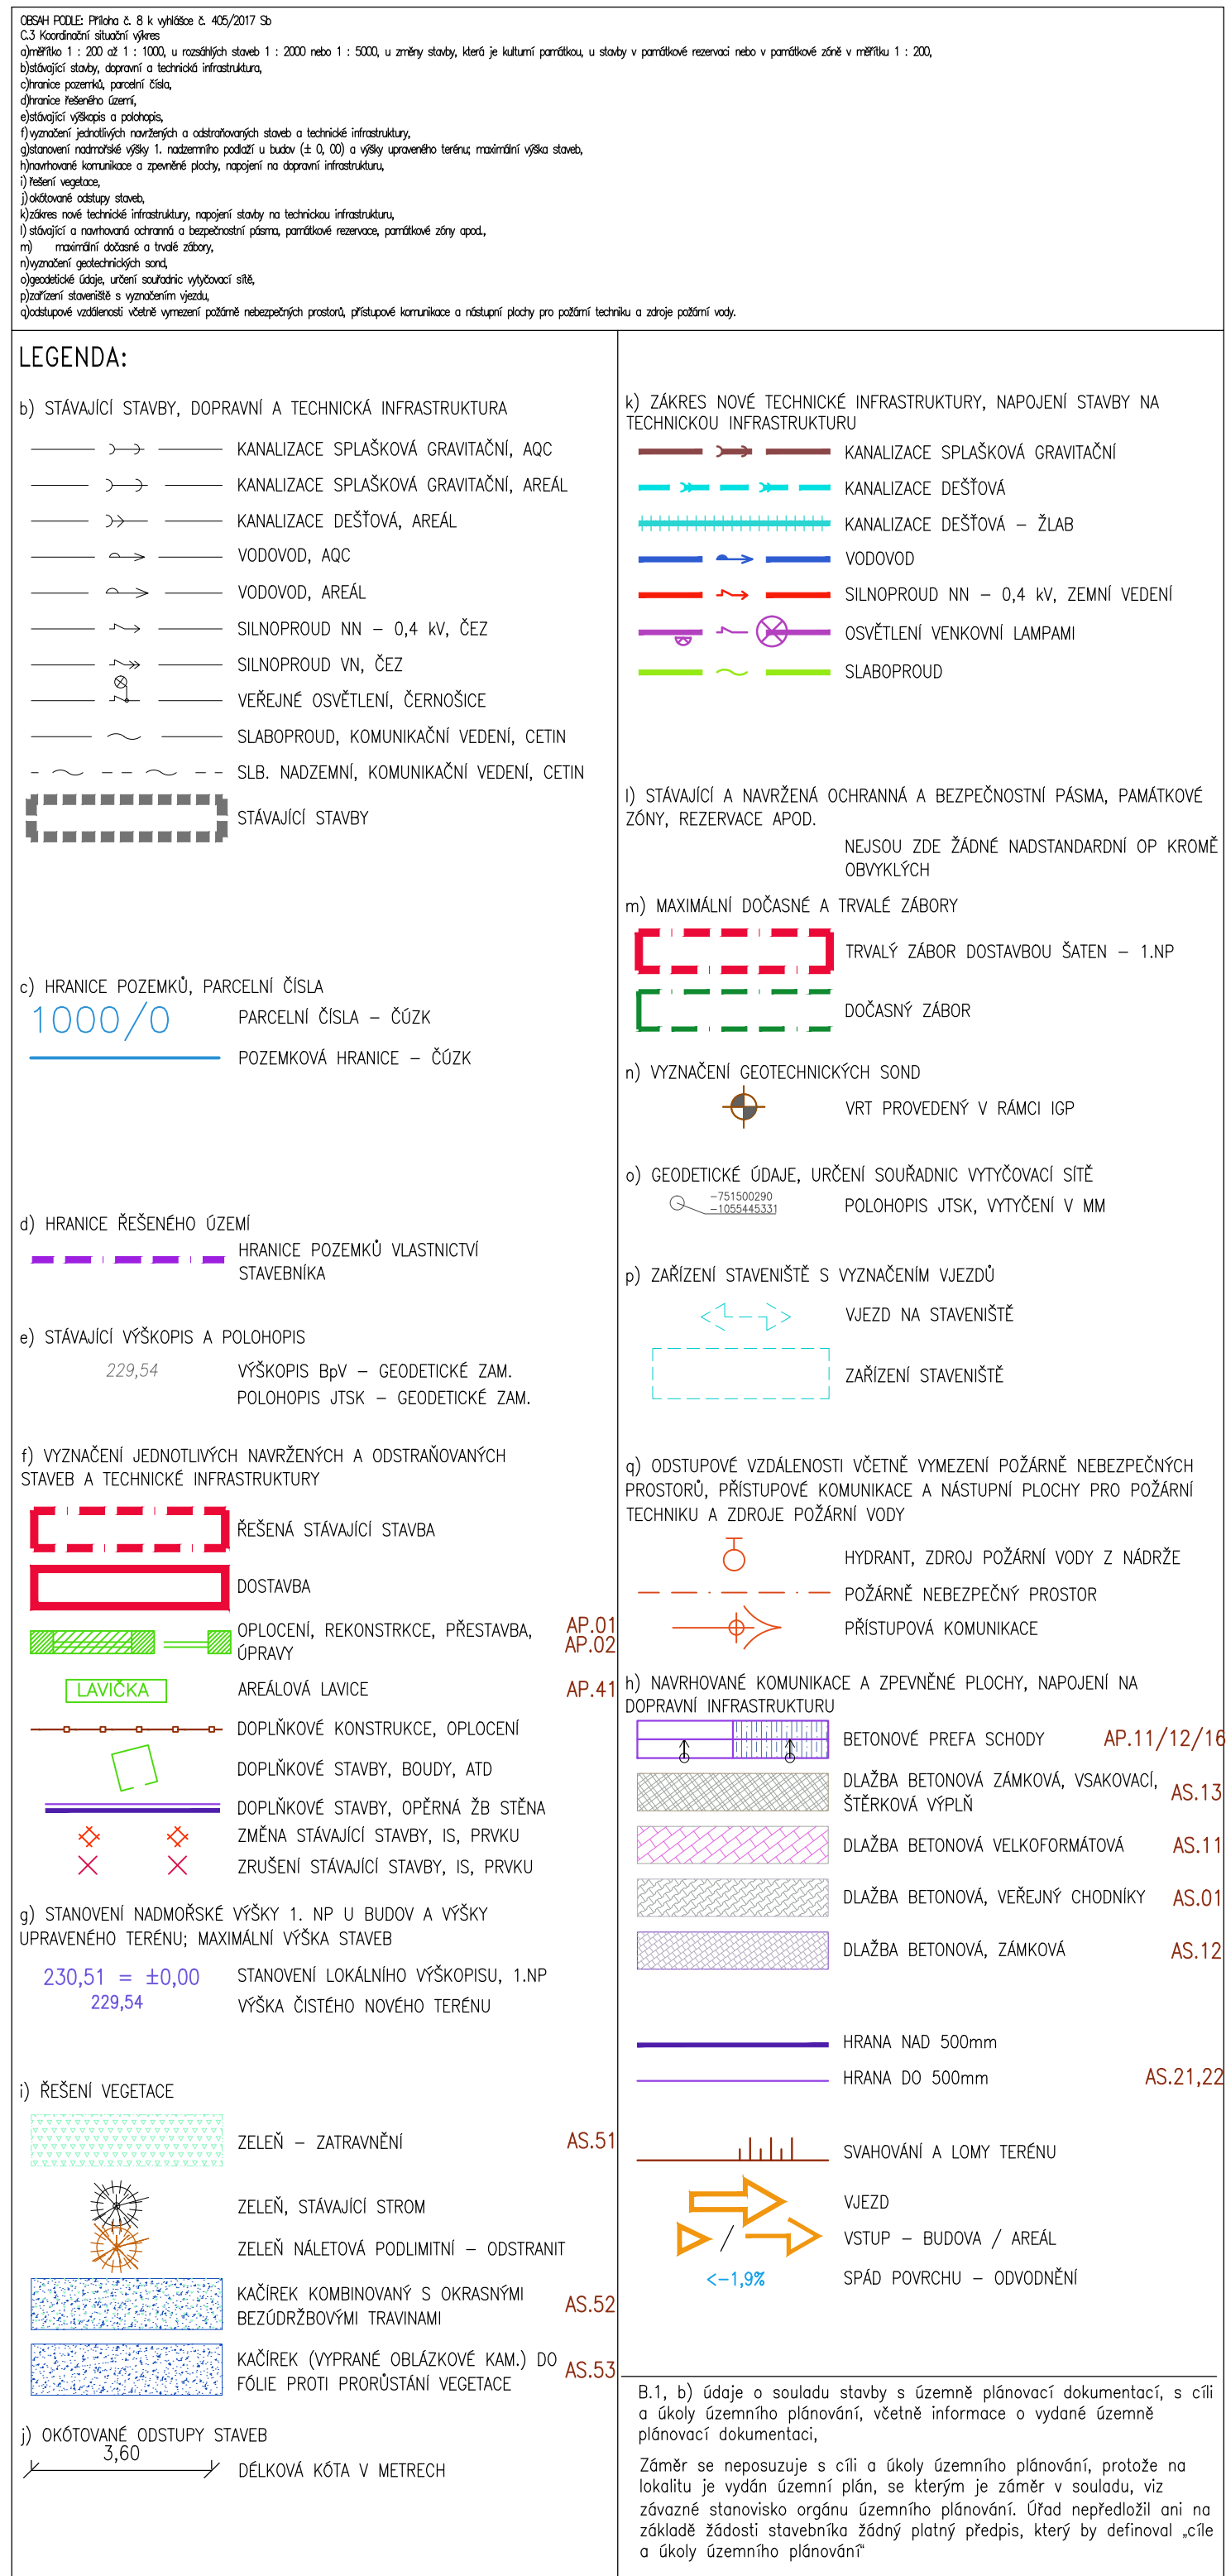 OBSAH PODLE: Příloha č. 8 k vyhlášce č. 405/2017 Sb
C.3 Koordinační situační výkres
a)měřítko 1 : 200 až 1 : 1000, u rozsáhlých staveb 1 : 2000 nebo 1 : 5000, u změny stavby, která je kulturní památkou, u stavby v památkové rezervaci nebo v památkové zóně v měřítku 1 : 200,
b)stávající stavby, dopravní a technická infrastruktura,
c)hranice pozemků, parcelní čísla,
d)hranice řešeného území,
e)stávající výškopis a polohopis,
f)vyznačení jednotlivých navržených a odstraňovaných staveb a technické infrastruktury,
g)stanovení nadmořské výšky 1. nadzemního podlaží u budov (± 0, 00) a výšky upraveného terénu; maximální výška staveb,
h)navrhované komunikace a zpevněné plochy, napojení na dopravní infrastrukturu,
i) řešení vegetace,
j)okótované odstupy staveb,
k)zákres nové technické infrastruktury, napojení stavby na technickou infrastrukturu,
l) stávající a navrhovaná ochranná a bezpečnostní pásma, památkové rezervace, památkové zóny apod.,
m) maximální dočasné a trvalé zábory,
n)vyznačení geotechnických sond,
o)geodetické údaje, určení souřadnic vytyčovací sítě,
p)zařízení staveniště s vyznačením vjezdu,
q)odstupové vzdálenosti včetně vymezení požárně nebezpečných prostorů, přístupové komunikace a nástupní plochy pro požární techniku a zdroje požární vody.
LEGENDA:
b) STÁVAJÍCÍ STAVBY, DOPRAVNÍ A TECHNICKÁ INFRASTRUKTURA
KANALIZACE SPLAŠKOVÁ GRAVITAČNÍ, AQC
KANALIZACE SPLAŠKOVÁ GRAVITAČNÍ, AREÁL
KANALIZACE DEŠŤOVÁ, AREÁL
VODOVOD, AQC
VODOVOD, AREÁL
SILNOPROUD NN – 0,4 kV, ČEZ
SILNOPROUD VN, ČEZ
VEŘEJNÉ OSVĚTLENÍ, ČERNOŠICE
SLABOPROUD, KOMUNIKAČNÍ VEDENÍ, CETIN
SLB. NADZEMNÍ, KOMUNIKAČNÍ VEDENÍ, CETIN
STÁVAJÍCÍ STAVBY
c) HRANICE POZEMKŮ, PARCELNÍ ČÍSLA
1000/0 PARCELNÍ ČÍSLA – ČÚZK
POZEMKOVÁ HRANICE – ČÚZK
d) HRANICE ŘEŠENÉHO ÚZEMÍ
HRANICE POZEMKŮ VLASTNICTVÍ
STAVEBNÍKA
e) STÁVAJÍCÍ VÝŠKOPIS A POLOHOPIS
229,54 VÝŠKOPIS BpV – GEODETICKÉ ZAM.
POLOHOPIS JTSK – GEODETICKÉ ZAM.
f) VYZNAČENÍ JEDNOTLIVÝCH NAVRŽENÝCH A ODSTRAŇOVANÝCH
STAVEB A TECHNICKÉ INFRASTRUKTURY
ŘEŠENÁ STÁVAJÍCÍ STAVBA
DOSTAVBA
OPLOCENÍ, REKONSTRKCE, PŘESTAVBA, AP.01
ÚPRAVY AP.02
LAVIČKA AREÁLOVÁ LAVICE AP.41
DOPLŇKOVÉ KONSTRUKCE, OPLOCENÍ
DOPLŇKOVÉ STAVBY, BOUDY, ATD
DOPLŇKOVÉ STAVBY, OPĚRNÁ ŽB STĚNA
ZMĚNA STÁVAJÍCÍ STAVBY, IS, PRVKU
ZRUŠENÍ STÁVAJÍCÍ STAVBY, IS, PRVKU
g) STANOVENÍ NADMOŘSKÉ VÝŠKY 1. NP U BUDOV A VÝŠKY
UPRAVENÉHO TERÉNU; MAXIMÁLNÍ VÝŠKA STAVEB
230,51 = ±0,00 STANOVENÍ LOKÁLNÍHO VÝŠKOPISU, 1.NP
229,54 VÝŠKA ČISTÉHO NOVÉHO TERÉNU
i) ŘEŠENÍ VEGETACE
ZELEŇ – ZATRAVNĚNÍ AS.51
ZELEŇ, STÁVAJÍCÍ STROM
ZELEŇ NÁLETOVÁ PODLIMITNÍ – ODSTRANIT
KAČÍREK KOMBINOVANÝ S OKRASNÝMI
BEZÚDRŽBOVÝMI TRAVINAMI AS.52
KAČÍREK (VYPRANÉ OBLÁZKOVÉ KAM.) DO
FÓLIE PROTI PRORŮSTÁNÍ VEGETACE AS.53
j) OKÓTOVANÉ ODSTUPY STAVEB
3,60
DÉLKOVÁ KÓTA V METRECH
k) ZÁKRES NOVÉ TECHNICKÉ INFRASTRUKTURY, NAPOJENÍ STAVBY NA
TECHNICKOU INFRASTRUKTURU
KANALIZACE SPLAŠKOVÁ GRAVITAČNÍ
KANALIZACE DEŠŤOVÁ
KANALIZACE DEŠŤOVÁ – ŽLAB
VODOVOD
SILNOPROUD NN – 0,4 kV, ZEMNÍ VEDENÍ
OSVĚTLENÍ VENKOVNÍ LAMPAMI
SLABOPROUD
l) STÁVAJÍCÍ A NAVRŽENÁ OCHRANNÁ A BEZPEČNOSTNÍ PÁSMA, PAMÁTKOVÉ
ZÓNY, REZERVACE APOD.
NEJSOU ZDE ŽÁDNÉ NADSTANDARDNÍ OP KROMĚ
OBVYKLÝCH
m) MAXIMÁLNÍ DOČASNÉ A TRVALÉ ZÁBORY
TRVALÝ ZÁBOR DOSTAVBOU ŠATEN – 1.NP
DOČASNÝ ZÁBOR
n) VYZNAČENÍ GEOTECHNICKÝCH SOND
VRT PROVEDENÝ V RÁMCI IGP
o) GEODETICKÉ ÚDAJE, URČENÍ SOUŘADNIC VYTYČOVACÍ SÍTĚ
-751500290
-1055445331
POLOHOPIS JTSK, VYTYČENÍ V MM
p) ZAŘÍZENÍ STAVENIŠTĚ S VYZNAČENÍM VJEZDŮ
VJEZD NA STAVENIŠTĚ
ZAŘÍZENÍ STAVENIŠTĚ
q) ODSTUPOVÉ VZDÁLENOSTI VČETNĚ VYMEZENÍ POŽÁRNĚ NEBEZPEČNÝCH
PROSTORŮ, PŘÍSTUPOVÉ KOMUNIKACE A NÁSTUPNÍ PLOCHY PRO POŽÁRNÍ
TECHNIKU A ZDROJE POŽÁRNÍ VODY
HYDRANT, ZDROJ POŽÁRNÍ VODY Z NÁDRŽE
POŽÁRNĚ NEBEZPEČNÝ PROSTOR
PŘÍSTUPOVÁ KOMUNIKACE
h) NAVRHOVANÉ KOMUNIKACE A ZPEVNĚNÉ PLOCHY, NAPOJENÍ NA
DOPRAVNÍ INFRASTRUKTURU
BETONOVÉ PREFA SCHODY AP.11/12/16
DLAŽBA BETONOVÁ ZÁMKOVÁ, VSAKOVACÍ,
ŠTĚRKOVÁ VÝPLŇ AS.13
DLAŽBA BETONOVÁ VELKOFORMÁTOVÁ AS.11
DLAŽBA BETONOVÁ, VEŘEJNÝ CHODNÍKY AS.01
DLAŽBA BETONOVÁ, ZÁMKOVÁ AS.12
HRANA NAD 500mm
HRANA DO 500mm AS.21,22
SVAHOVÁNÍ A LOMY TERÉNU
VJEZD
/ VSTUP – BUDOVA / AREÁL
<-1,9% SPÁD POVRCHU – ODVODNĚNÍ
B.1, b) údaje o souladu stavby s územně plánovací dokumentací, s cíli
a úkoly územního plánování, včetně informace o vydané územně
plánovací dokumentaci,
Záměr se neposuzuje s cíli a úkoly územního plánování, protože na
lokalitu je vydán územní plán, se kterým je záměr v souladu, viz
závazné stanovisko orgánu územního plánování. Úřad nepředložil ani na
základě žádosti stavebníka žádný platný předpis, který by definoval „cíle
a úkoly územního plánování“